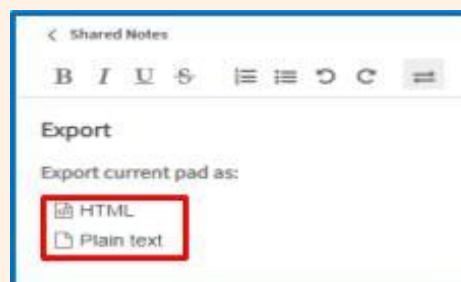 < Shared Notes
B I U S
Export
Export current pad as:
HTML
Plain text